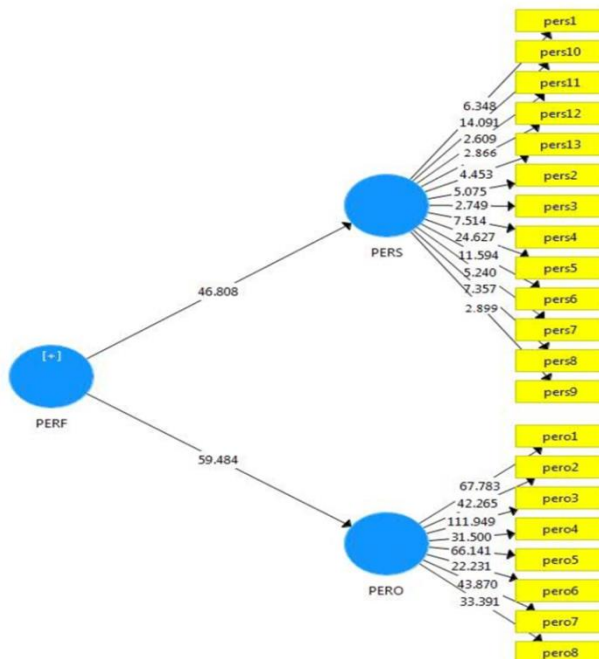 pers1
pers10
pers11
pers12
pers13
pers2
pers3
pers4
pers5
pers6
pers7
pers8
pers9
6.348
14.091
2.609
2.866
4.453
5.075
2.749
7.514
24.627
11.594
5.240
7.357
2.899
PERS
46.808
[+]
PERF
59.484
pero1
pero2
pero3
pero4
pero5
pero6
pero7
pero8
67.783
42.265
111.949
31.500
66.141
22.231
43.870
33.391
PERO